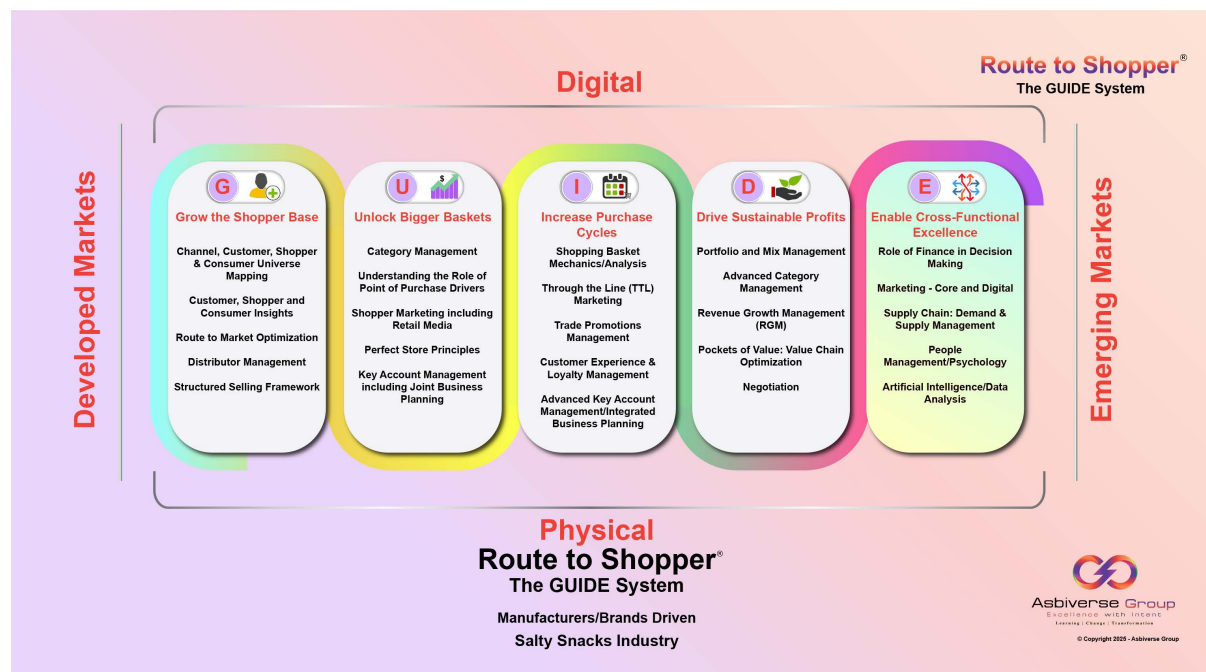 Route to Shopper®
The GUIDE System
Digital
Developed Markets
Emerging Markets
G
Grow the Shopper Base
Channel, Customer, Shopper
& Consumer Universe
Mapping
Customer, Shopper and
Consumer Insights
Route to Market Optimization
Distributor Management
Structured Selling Framework
U
$
Unlock Bigger Baskets
Category Management
Understanding the Role of
Point of Purchase Drivers
Shopper Marketing including
Retail Media
Perfect Store Principles
Key Account Management
including Joint Business
Planning
I
Increase Purchase
Cycles
Shopping Basket
Mechanics/Analysis
Through the Line (TTL)
Marketing
Trade Promotions
Management
Customer Experience &
Loyalty Management
Advanced Key Account
Management/Integrated
Business Planning
D
Drive Sustainable Profits
Portfolio and Mix Management
Advanced Category
Management
Revenue Growth Management
(RGM)
Pockets of Value: Value Chain
Optimization
Negotiation
E
Enable Cross-Functional
Excellence
Role of Finance in Decision
Making
Marketing - Core and Digital
Supply Chain: Demand &
Supply Management
People
Management/Psychology
Artificial Intelligence/Data
Analysis
Physical
Route to Shopper®
The GUIDE System
Manufacturers/Brands Driven
Salty Snacks Industry
Asbiverse Group
Excellence with Intent
Learning | Change | Transformation
© Copyright 2025 - Asbiverse Group